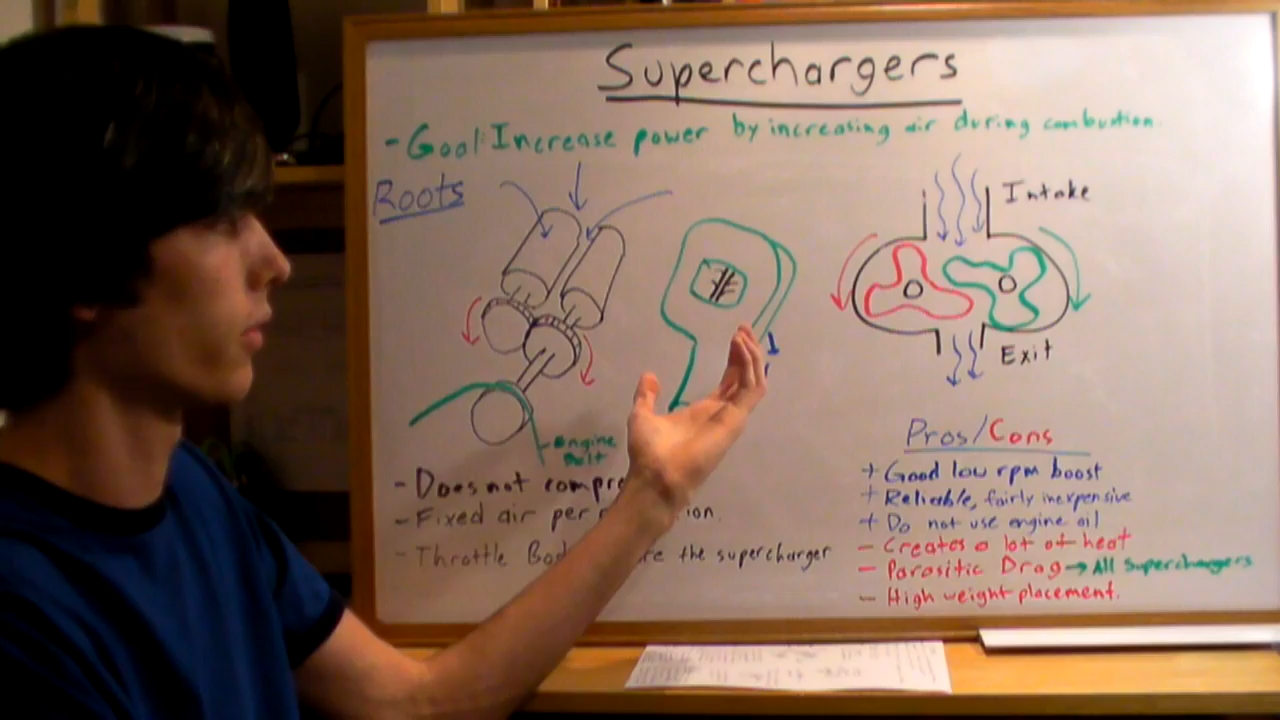 Superchargers
- Goal: Increase power by increasing air during combustion.
Roots
Intake
Exit
- Engine
Belt
- Does not compre
- Fixed air per
- Throttle the supercharger
Pros/Cons
+ Good low rpm boost
+ Reliable, fairly inexpensive
+ Do not use engine oil
- Creates a lot of heat
- Parasitic Drag → All Superchargers
- High weight placement.